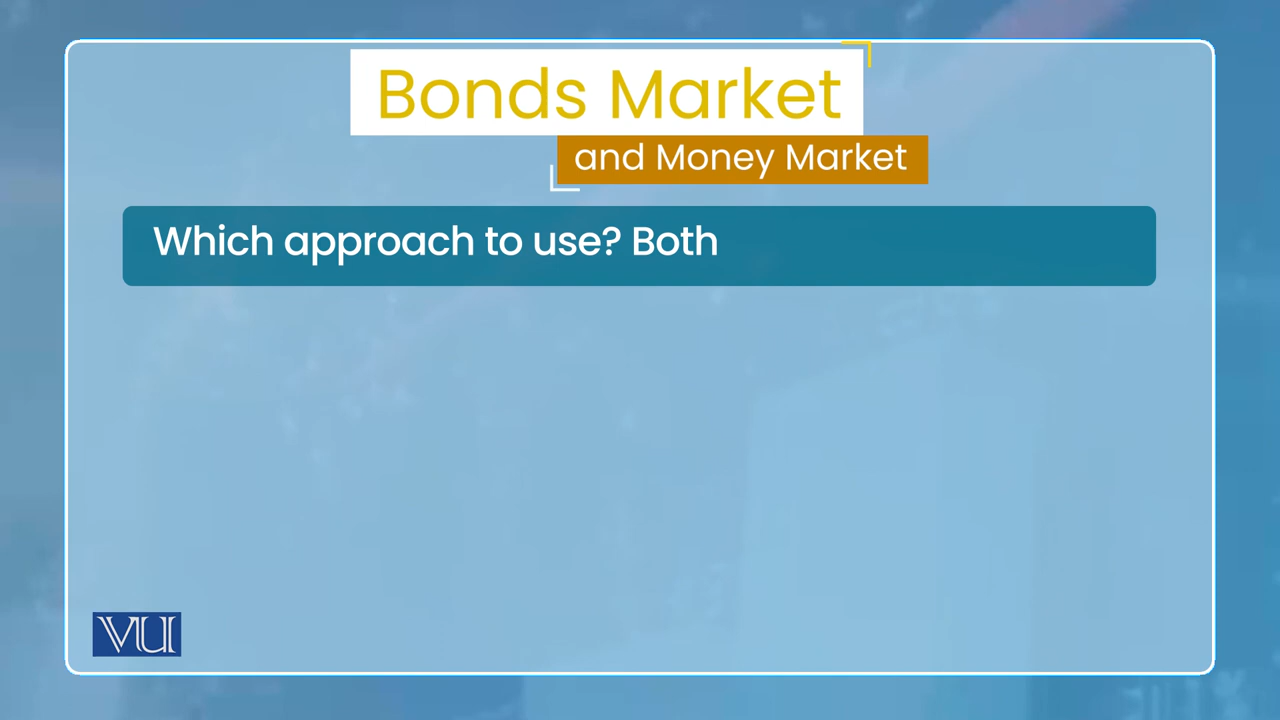 Bonds Market
and Money Market
Which approach to use? Both
VU